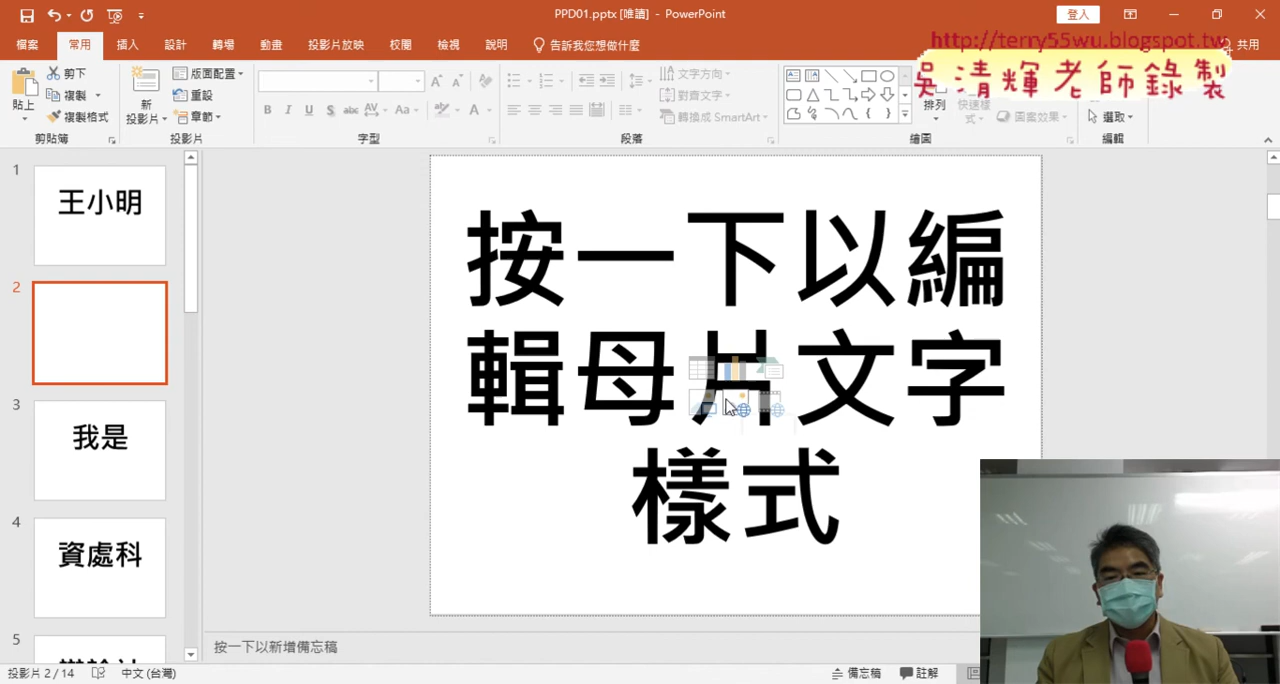 PPD01.pptx [唯讀] - PowerPoint
登入
檔案 常用 插入 設計 轉場 動畫 投影片放映 校閱 檢視 說明 告訴我您想做什麼 共用
http://terry55wu.blogspot.tw
吳清輝老師錄製
貼上
剪下
複製
複製格式
剪貼簿
新投影片
版面配置
重設
章節
投影片
B I U S abc AV Aa A
字型
文字方向
對齊文字
轉換成 SmartArt
段落
排列
快速樣式
圖案效果
繪圖
選取
編輯
1
王小明
2
3
我是
4
資處科
5
按一下以編
輯母片文字
樣式
按一下以新增備忘稿
投影片 2 / 14 中文 (台灣) 備忘稿 註解